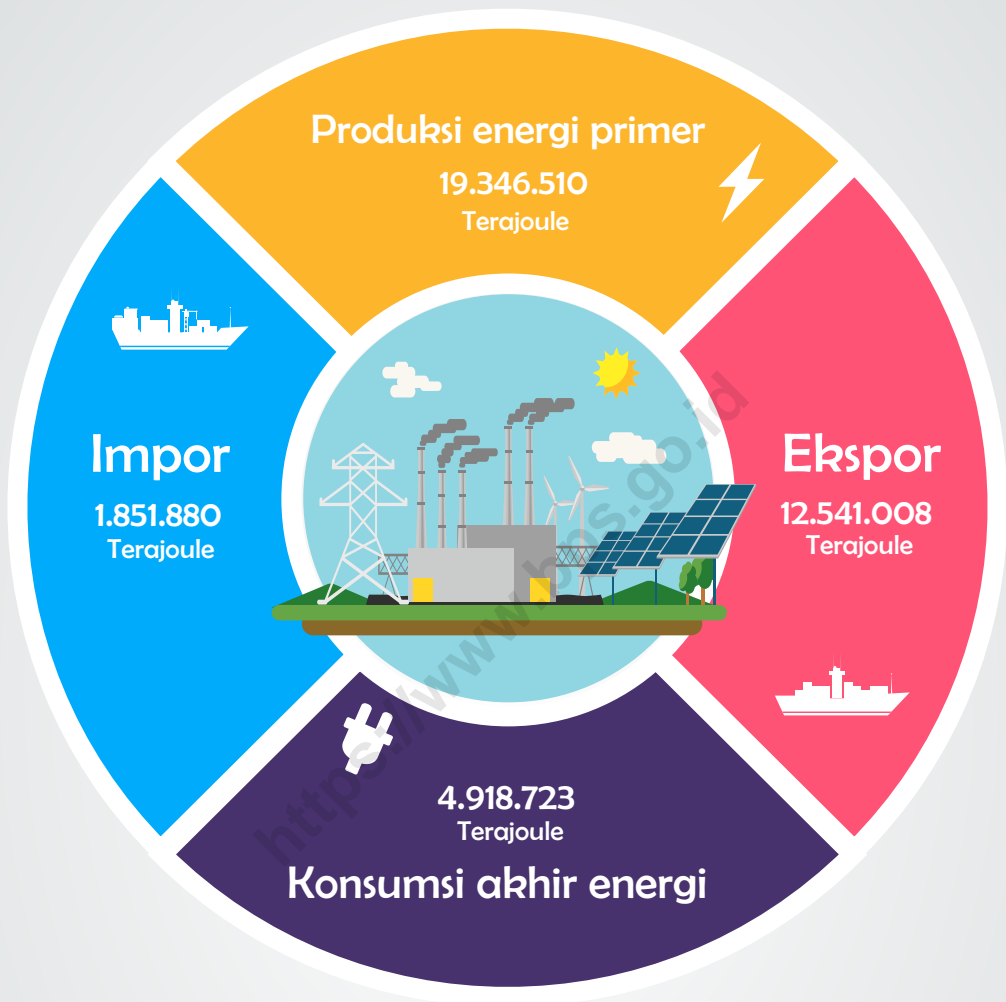 Produksi energi primer
19.346.510
Terajoule
Impor
1.851.880
Terajoule
Ekspor
12.541.008
Terajoule
4.918.723
Terajoule
Konsumsi akhir energi
https://www.bps.go.id